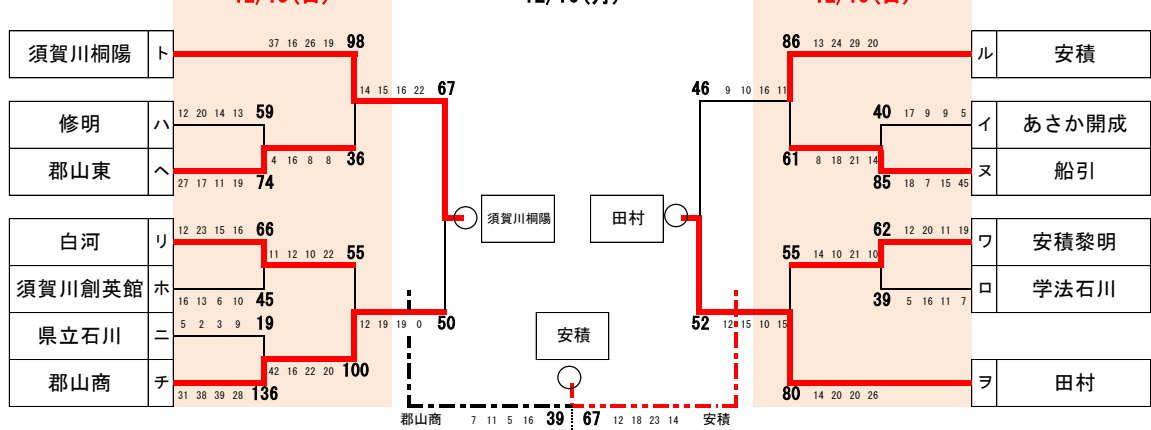 37 16 26 19 98
86 13 24 29 20
須賀川桐陽 ト
ル 安積
14 15 16 22 67
46 9 10 16 11
12 20 14 13 59
40 17 9 9 5
修明 ハ
イ あさか開成
4 16 8 8 36
61 8 18 21 14
郡山東 ヘ
ヌ 船引
27 17 11 19 74
85 18 7 15 45
須賀川桐陽
田村
12 23 15 16 66
62 12 20 11 19
白河 リ
ワ 安積黎明
11 12 10 22 55
55 14 10 21 10
須賀川創英館 ホ
ロ 学法石川
16 13 6 10 45
39 5 16 11 7
5 2 3 9 19
12 19 19 0 50
52 12 15 10 15
県立石川 ニ
安積
42 16 22 20 100
郡山商 チ
ヲ 田村
31 38 39 28 136
80 14 20 20 26
郡山商 7 11 5 16 39 67 12 18 23 14 安積